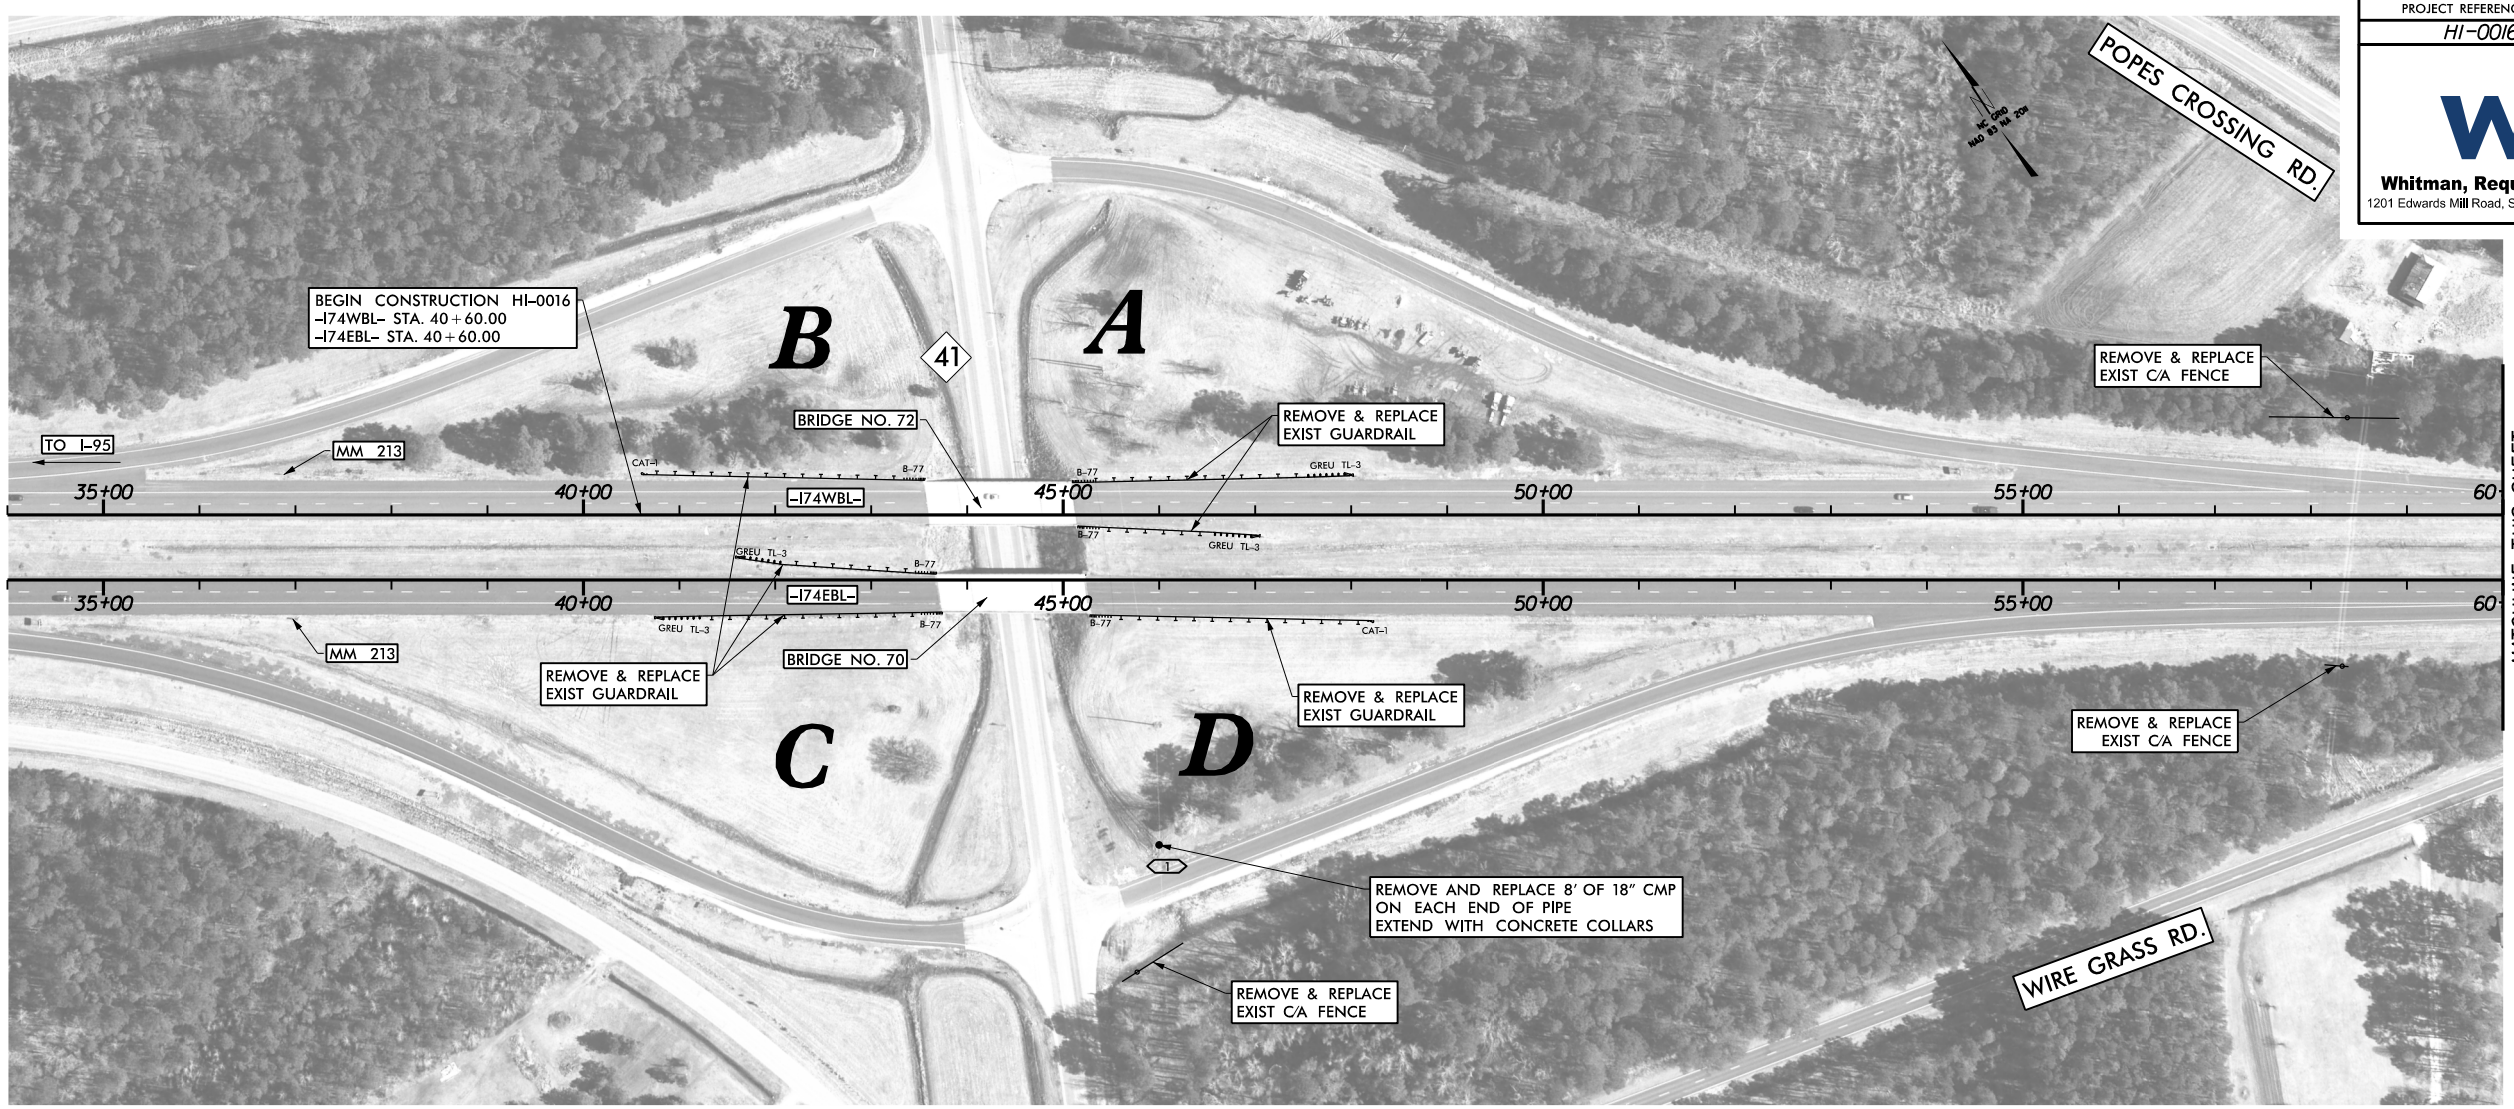 PROJECT REFERENC
HI-0016
W
Whitman, Requ
1201 Edwards Mill Road, S
POPES CROSSING RD.
NC GRID
NAD 83 NA 2011
BEGIN CONSTRUCTION HI-0016
-I74WBL- STA. 40+60.00
-I74EBL- STA. 40+60.00
B
A
41
REMOVE & REPLACE
EXIST C/A FENCE
BRIDGE NO. 72
REMOVE & REPLACE
EXIST GUARDRAIL
TO I-95
MM 213
CAT-1
B-77
B-77
GREU TL-3
35+00
40+00
-I74WBL-
45+00
50+00
55+00
60
B-77
GREU TL-3
GREU TL-3
B-77
35+00
40+00
-I74EBL-
45+00
50+00
55+00
60
GREU TL-3
B-77
B-77
CAT-1
MM 213
BRIDGE NO. 70
REMOVE & REPLACE
EXIST GUARDRAIL
REMOVE & REPLACE
EXIST GUARDRAIL
C
D
REMOVE & REPLACE
EXIST C/A FENCE
1
REMOVE AND REPLACE 8' OF 18" CMP
ON EACH END OF PIPE
EXTEND WITH CONCRETE COLLARS
REMOVE & REPLACE
EXIST C/A FENCE
WIRE GRASS RD.